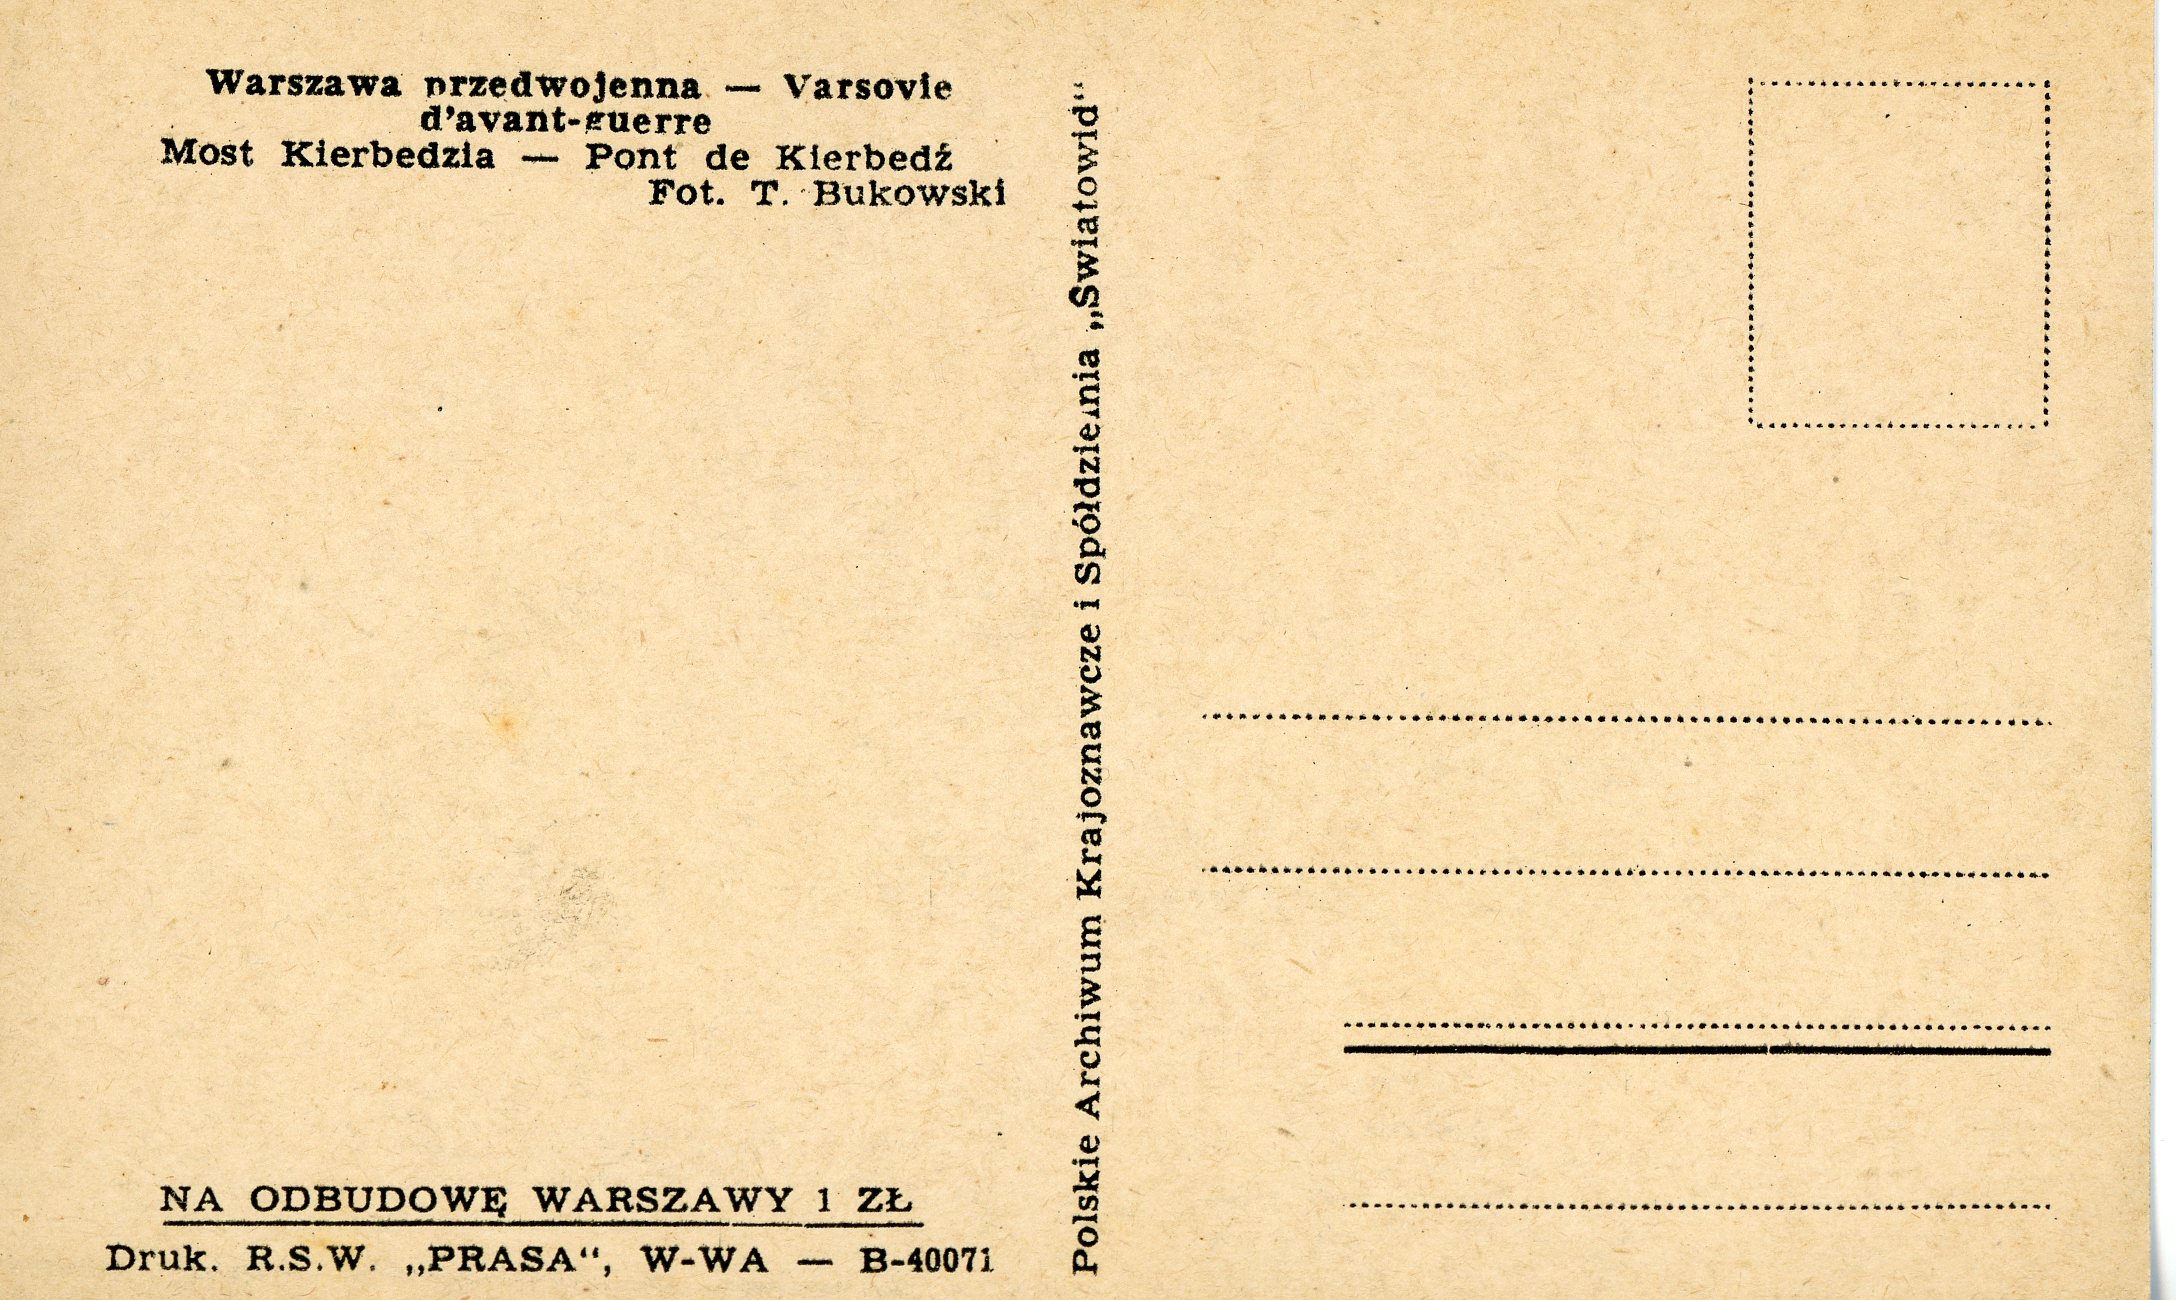 Warszawa przedwojenna — Varsovie
d'avant-guerre
Most Kierbedzia — Pont de Kierbedź
Fot. T. Bukowski
NA ODBUDOWĘ WARSZAWY 1 ZŁ
Druk. R.S.W. „PRASA“, W-WA — B-40071
Polskie Archiwum Krajoznawcze i Spółdzielnia „Swiatowid“